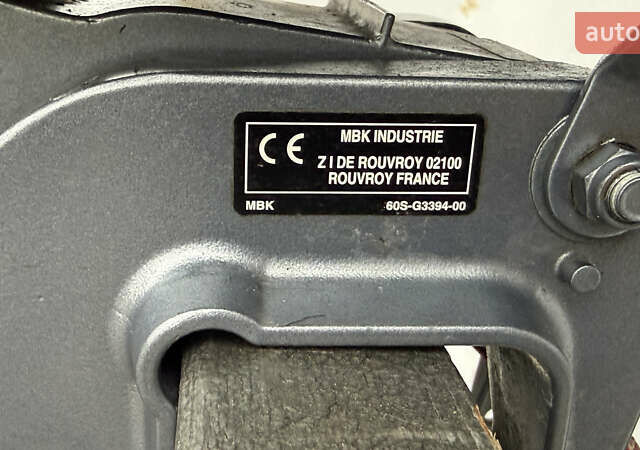 auto
CE
MBK INDUSTRIE
Z I DE ROUVROY 02100
ROUVROY FRANCE
MBK 60S-G3394-00